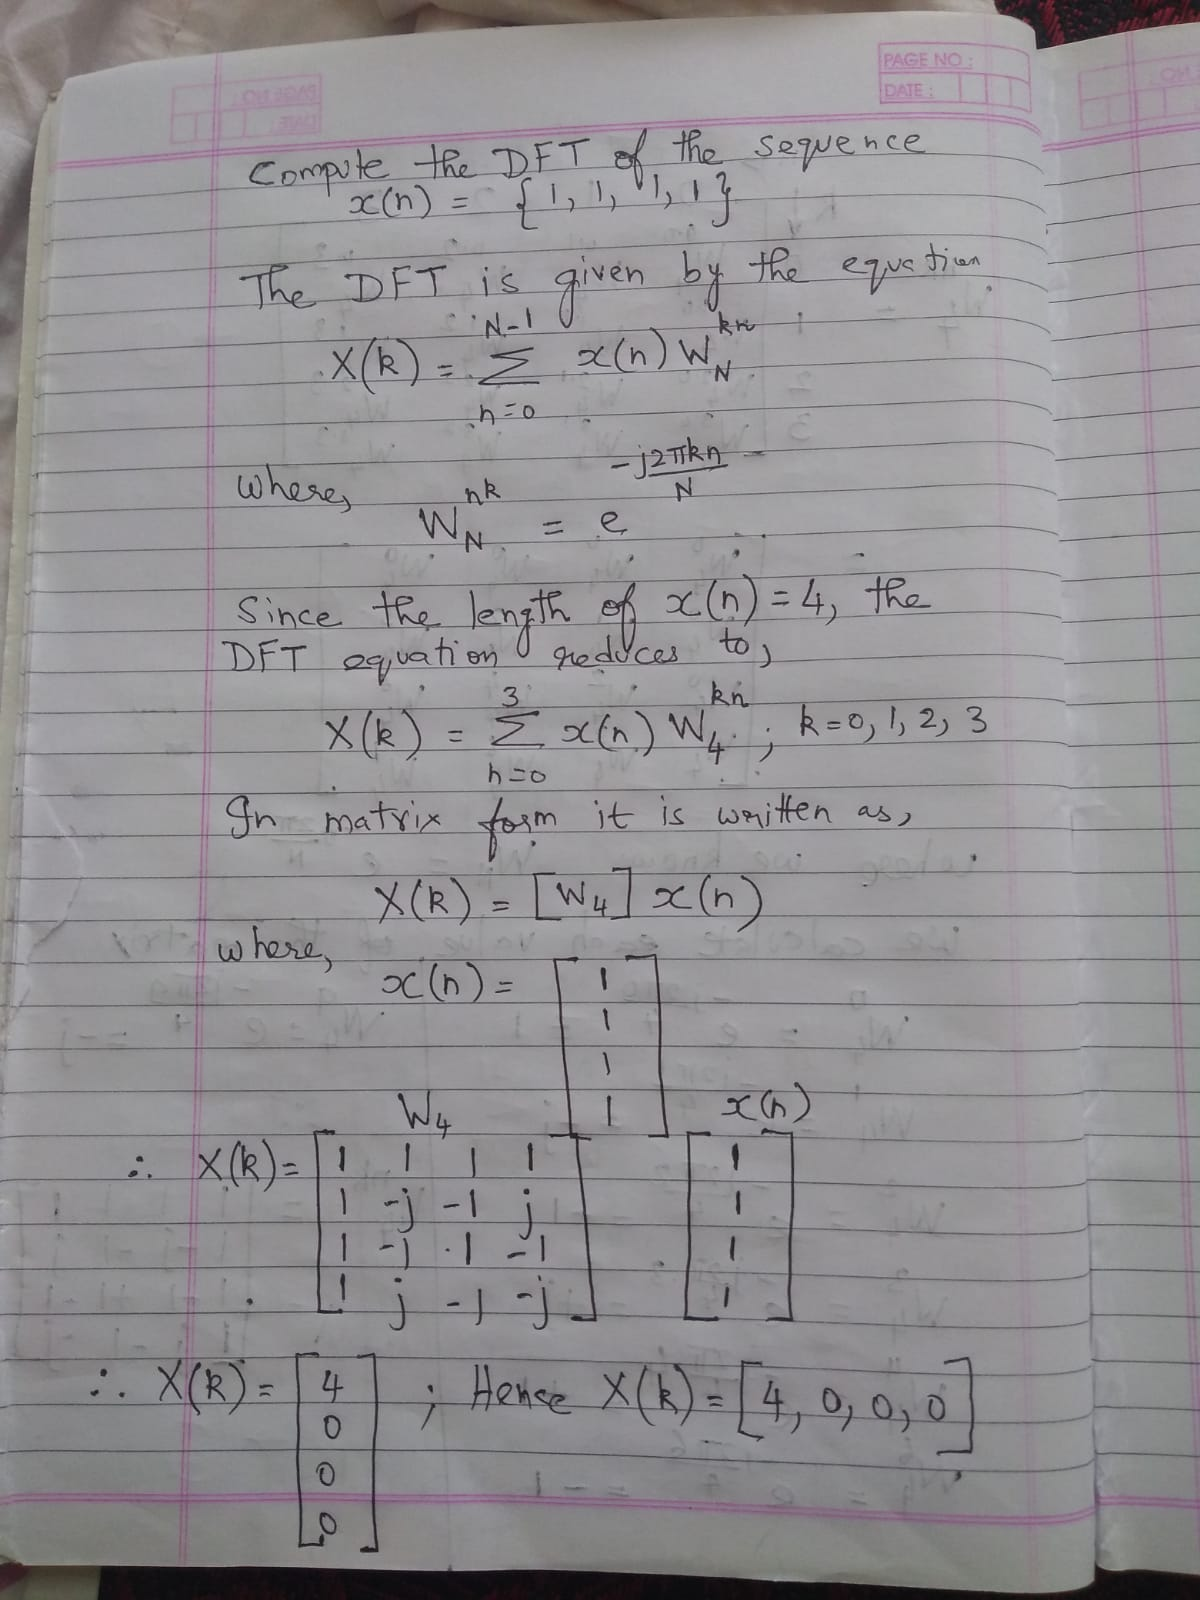 PAGE NO :
DATE :
Compute the DFT of the sequence
x(n) = {1, 1, 1, 1}
The DFT is given by the equation
X(k) = Σ_{n=0}^{N-1} x(n) W_N^{kn}
where,
W_N^{nk} = e^{-j2πkn/N}
Since the length of x(n) = 4, the
DFT equation reduces to,
X(k) = Σ_{n=0}^{3} x(n) W_4^{kn} ; k=0, 1, 2, 3
In matrix form it is written as,
X(k) = [W_4] x(n)
where,
x(n) = [1
1
1
1]
W_4 x(n)
∴ X(k) = [1 1 1 1] [1]
[1 -j -1 j] [1]
[1 -1 1 -1] [1]
[1 j -1 -j] [1]
∴ X(k) = [4 ; Hence X(k) = [4, 0, 0, 0]
0
0
0]